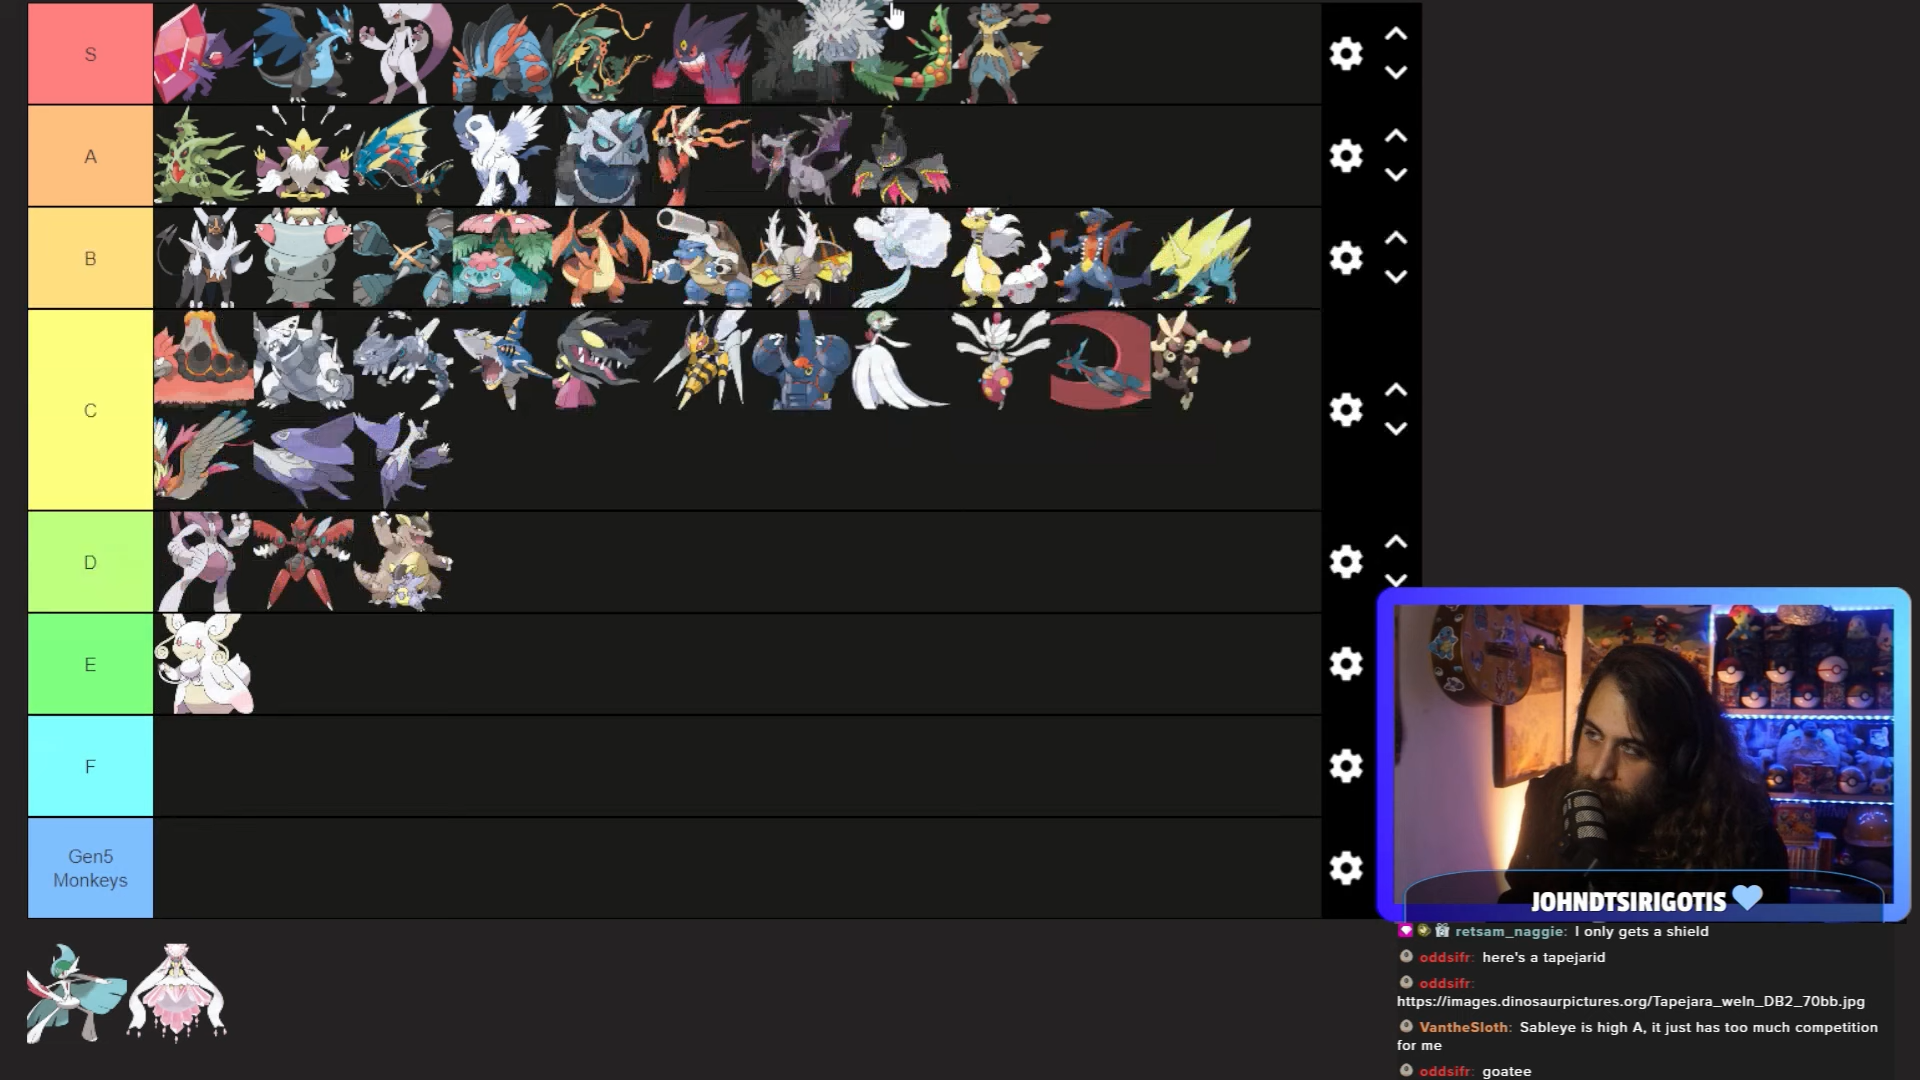 S
A
B
C
D
E
F
Gen5
Monkeys
JOHNDTSIRIGOTIS
retsam_naggie: I only gets a shield
oddsifr: here's a tapejarid
oddsifr:
https://images.dinosaurpictures.org/Tapejara_weln_DB2_70bb.jpg
VantheSloth: Sableye is high A, it just has too much competition
for me
oddsifr: goatee